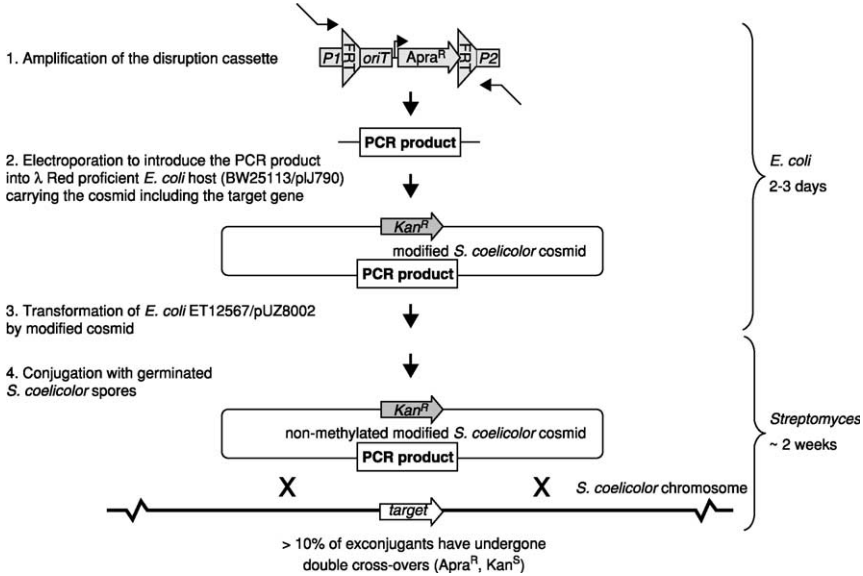 1. Amplification of the disruption cassette
P1 FRT oriT Apra^R FRT P2
PCR product
2. Electroporation to introduce the PCR product
into λ Red proficient E. coli host (BW25113/pIJ790)
carrying the cosmid including the target gene
E. coli
2-3 days
Kan^R
modified S. coelicolor cosmid
PCR product
3. Transformation of E. coli ET12567/pUZ8002
by modified cosmid
4. Conjugation with germinated
S. coelicolor spores
Kan^R
non-methylated modified S. coelicolor cosmid
PCR product
Streptomyces
~ 2 weeks
X X
S. coelicolor chromosome
target
> 10% of exconjugants have undergone
double cross-overs (Apra^R, Kan^S)